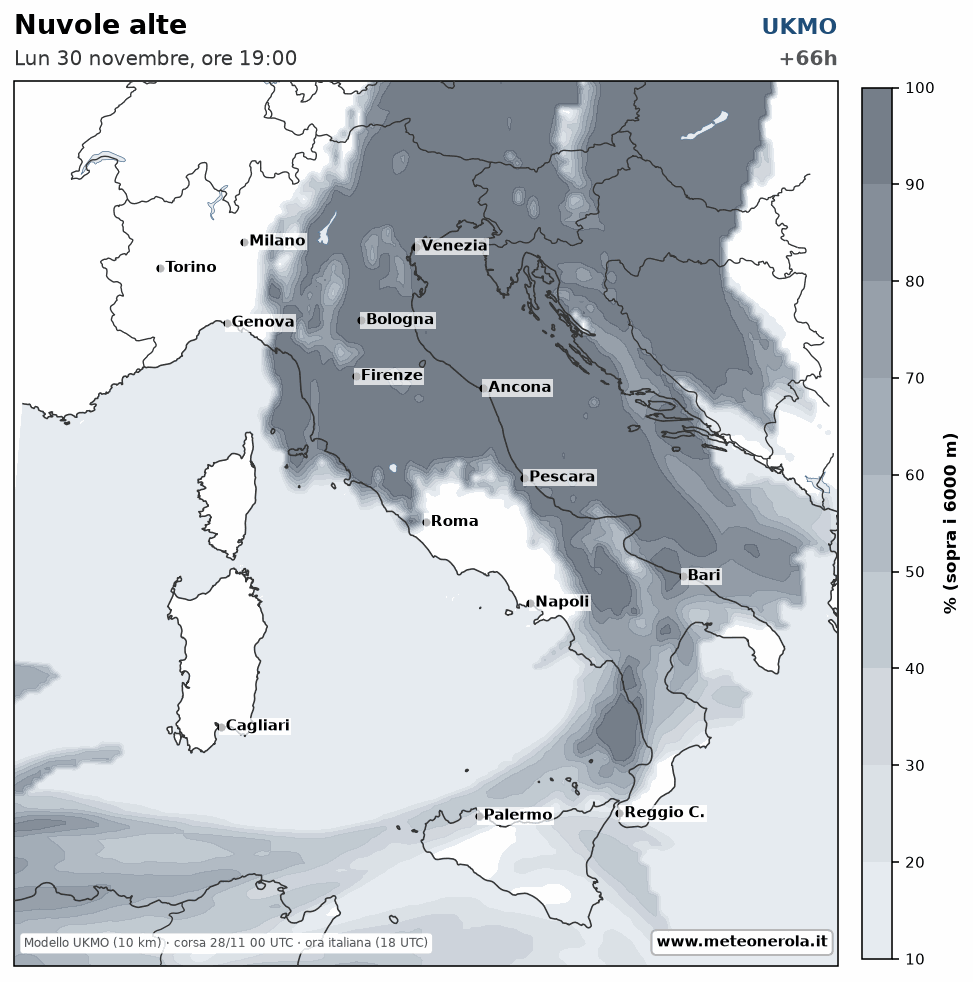 Nuvole alte
UKMO
Lun 30 novembre, ore 19:00
+66h
Milano
Venezia
Torino
Genova
Bologna
Firenze
Ancona
Pescara
Roma
Bari
Napoli
Cagliari
Palermo
Reggio C.
100
90
80
70
60
50
40
30
20
10
% (sopra i 6000 m)
Modello UKMO (10 km) · corsa 28/11 00 UTC · ora italiana (18 UTC)
www.meteonerola.it